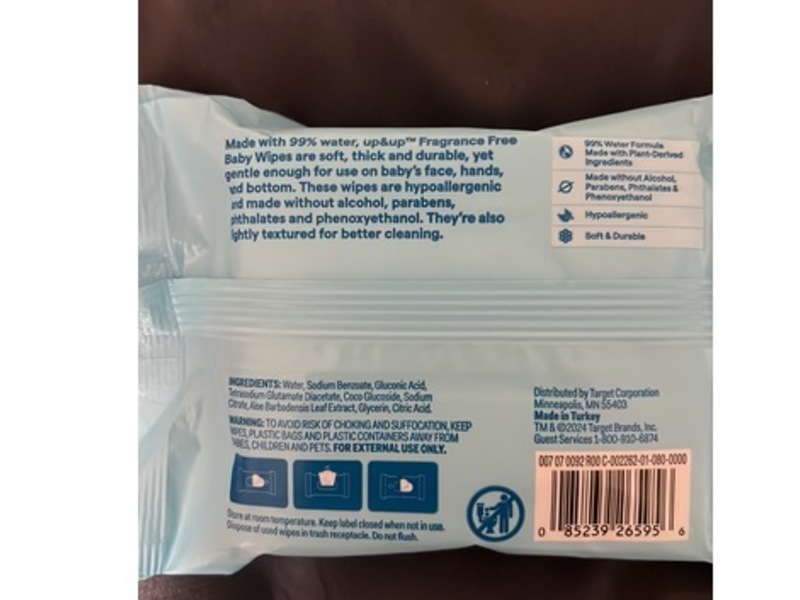 Made with 99% water, up&up™ Fragrance Free
Baby Wipes are soft, thick and durable, yet
gentle enough for use on baby's face, hands,
nd bottom. These wipes are hypoallergenic
nd made without alcohol, parabens,
phthalates and phenoxyethanol. They're also
ightly textured for better cleaning.
99% Water Formula
Made with Plant-Derived
Ingredients
Made without Alcohol,
Parabens, Phthalates &
Phenoxyethanol
Hypoallergenic
Soft & Durable
INGREDIENTS: Water, Sodium Benzoate, Gluconic Acid,
Tetrasodium Glutamate Diacetate, Coco Glucoside, Sodium
Citrate, Aloe Barbadensis Leaf Extract, Glycerin, Citric Acid.
WARNING: TO AVOID RISK OF CHOKING AND SUFFOCATION, KEEP
WIPES, PLASTIC BAGS AND PLASTIC CONTAINERS AWAY FROM
BABIES, CHILDREN AND PETS. FOR EXTERNAL USE ONLY.
Store at room temperature. Keep label closed when not in use.
Dispose of used wipes in trash receptacle. Do not flush.
Distributed by Target Corporation
Minneapolis, MN 55403
Made in Turkey
TM & ©2024 Target Brands, Inc.
Guest Services 1-800-910-6874
007 07 0092 R00 C-002262-01-080-0000
0 85239 26595 6